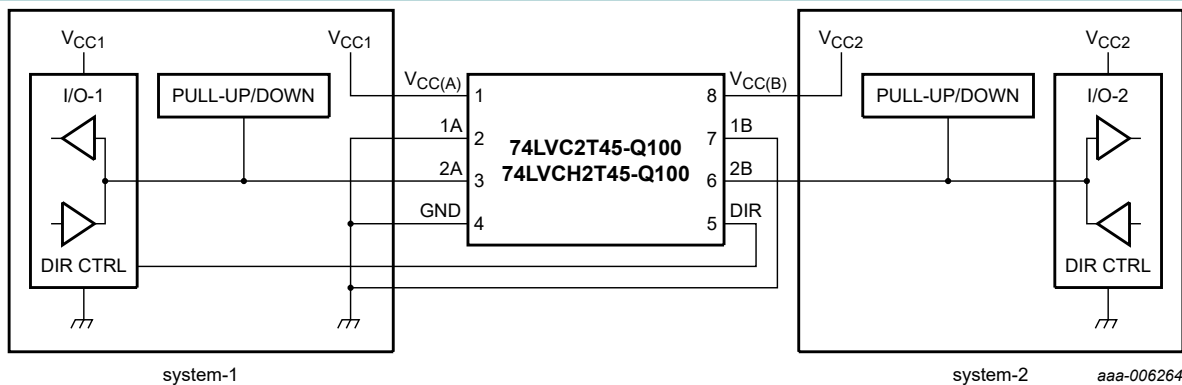 VCC1
VCC1
VCC2
VCC2
I/O-1
PULL-UP/DOWN
VCC(A)
1
8
VCC(B)
PULL-UP/DOWN
I/O-2
1A
2
74LVC2T45-Q100
7
1B
2A
3
74LVCH2T45-Q100
6
2B
GND
4
5
DIR
DIR CTRL
DIR CTRL
system-1
system-2
aaa-006264